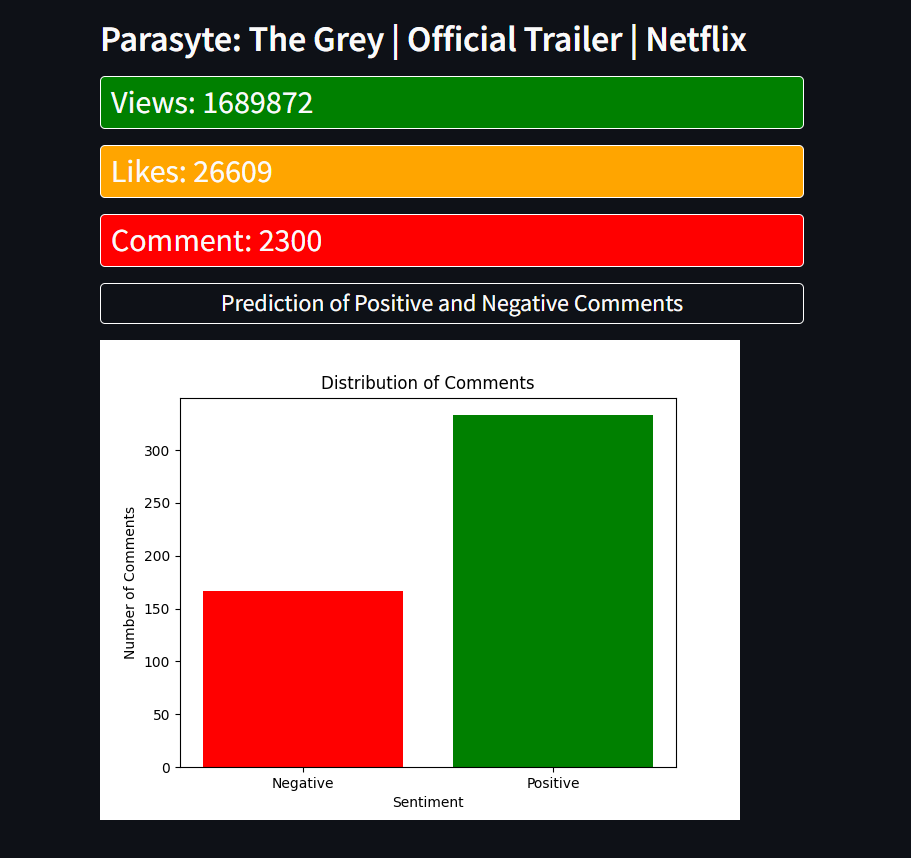 Parasyte: The Grey | Official Trailer | Netflix
Views: 1689872
Likes: 26609
Comment: 2300
Prediction of Positive and Negative Comments
Distribution of Comments
Number of Comments
300
250
200
150
100
50
0
Negative
Positive
Sentiment